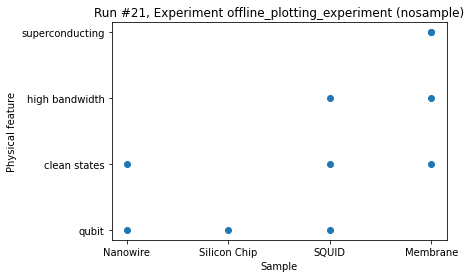 Run #21, Experiment offline_plotting_experiment (nosample)
superconducting
high bandwidth
clean states
qubit
Physical feature
Nanowire Silicon Chip SQUID Membrane
Sample